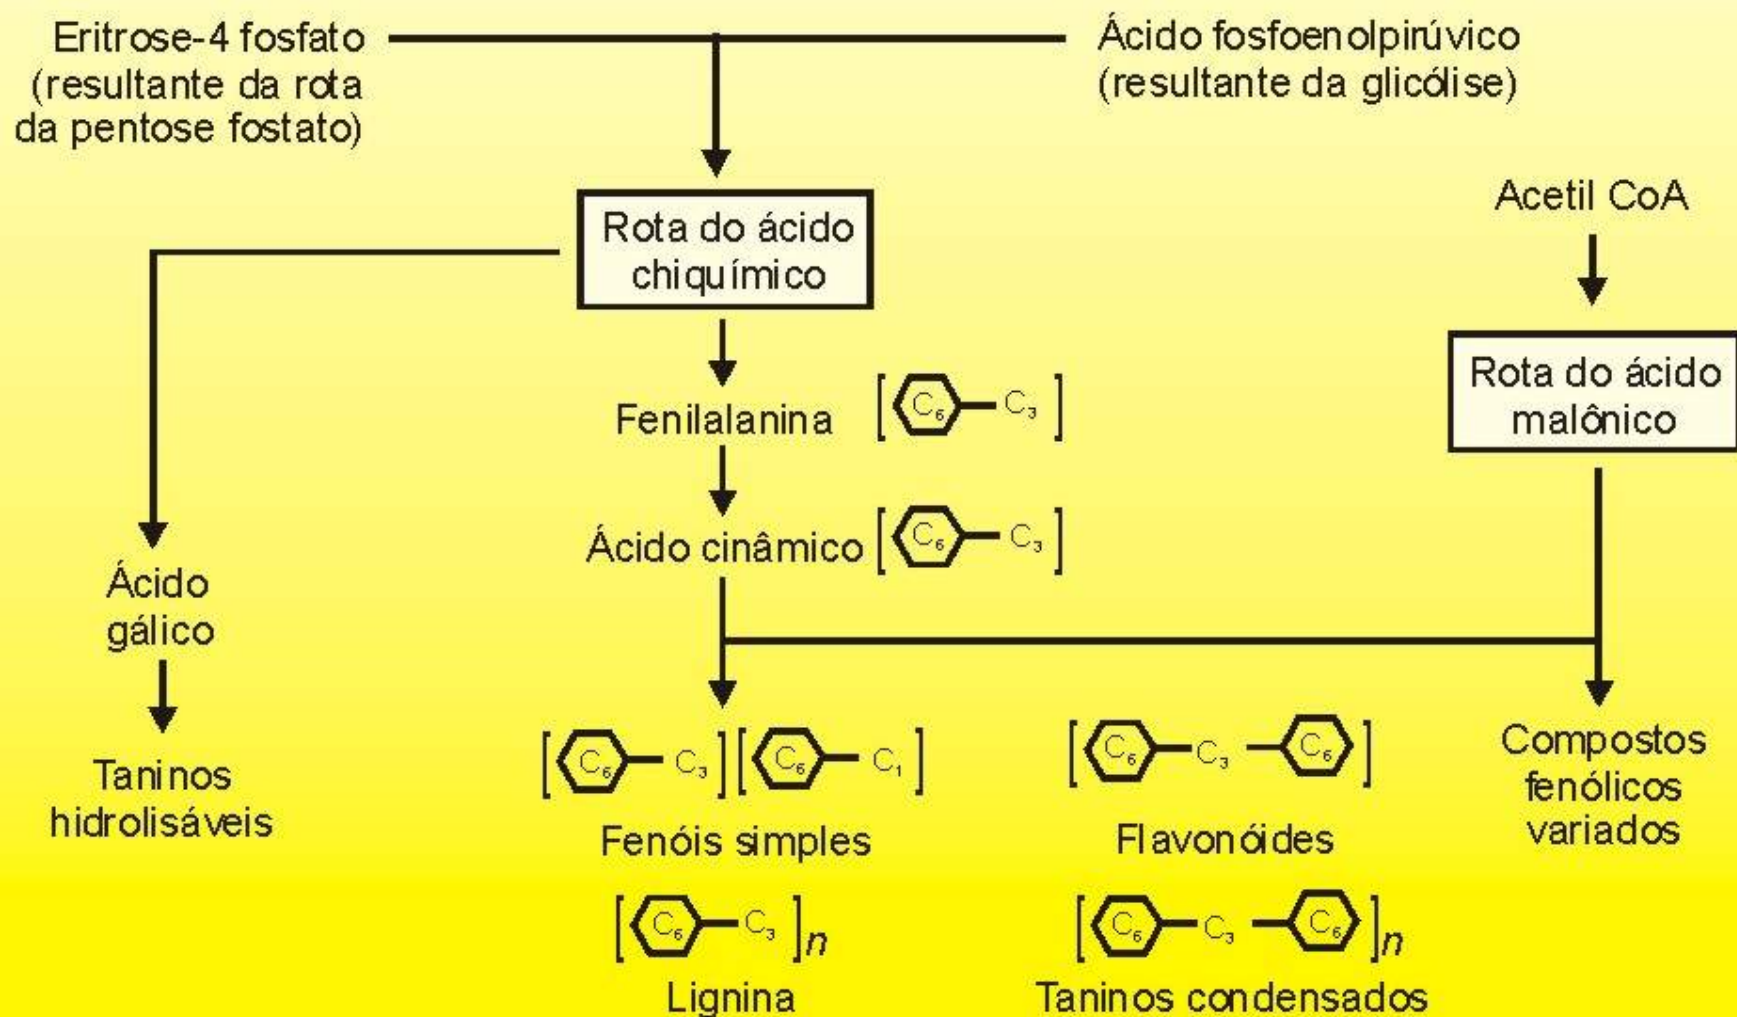 Eritrose-4 fosfato
(resultante da rota
da pentose fostato)
Ácido fosfoenolpirúvico
(resultante da glicólise)
Acetil CoA
Rota do ácido
chiquímico
Rota do ácido
malônico
Fenilalanina [C₆ C₃]
Ácido cinâmico [C₆ C₃]
Ácido
gálico
Taninos
hidrolisáveis
[C₆ C₃] [C₆ C₁]
Fenóis simples
[C₆ C₃]n
Lignina
[C₆ C₃ C₆]
Flavonóides
[C₆ C₃ C₆]n
Taninos condensados
Compostos
fenólicos
variados